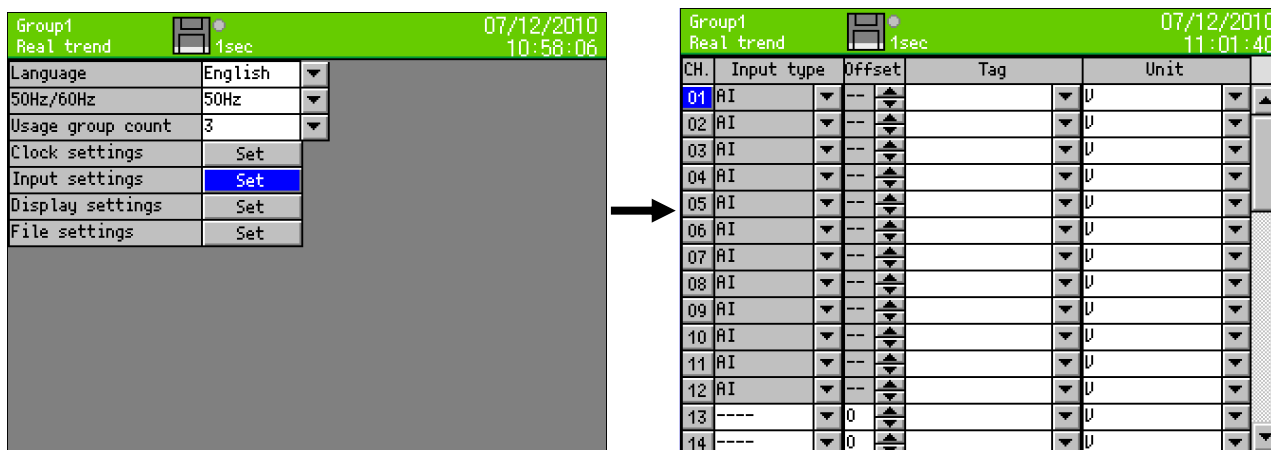 Group1 07/12/2010
Real trend 1sec 10:58:06
Language English
50Hz/60Hz 50Hz
Usage group count 3
Clock settings Set
Input settings Set
Display settings Set
File settings Set
Group1 07/12/2010
Real trend 1sec 11:01:40
CH. Input type Offset Tag Unit
01 AI -- V
02 AI -- V
03 AI -- V
04 AI -- V
05 AI -- V
06 AI -- V
07 AI -- V
08 AI -- V
09 AI -- V
10 AI -- V
11 AI -- V
12 AI -- V
13 ---- 0 V
14 ---- 0 V